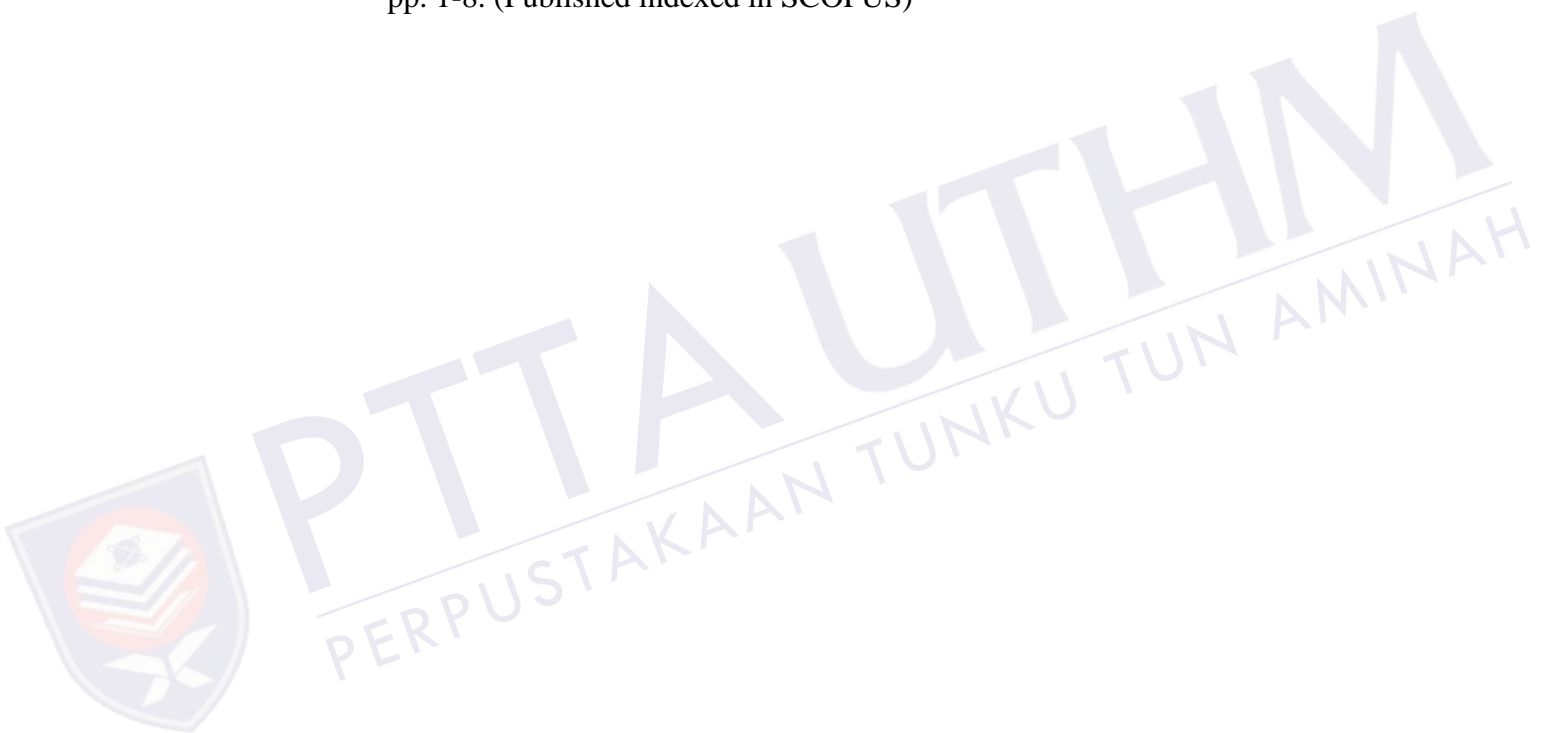 pp. 1-8. (Published indexed in SCOPUS)
PTTA UTHM
PERPUSTAKAAN TUNKU TUN AMINAH